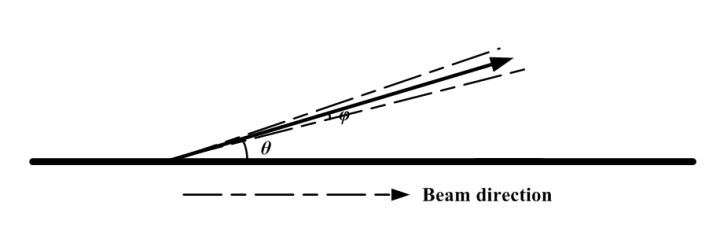 φ
θ
Beam direction